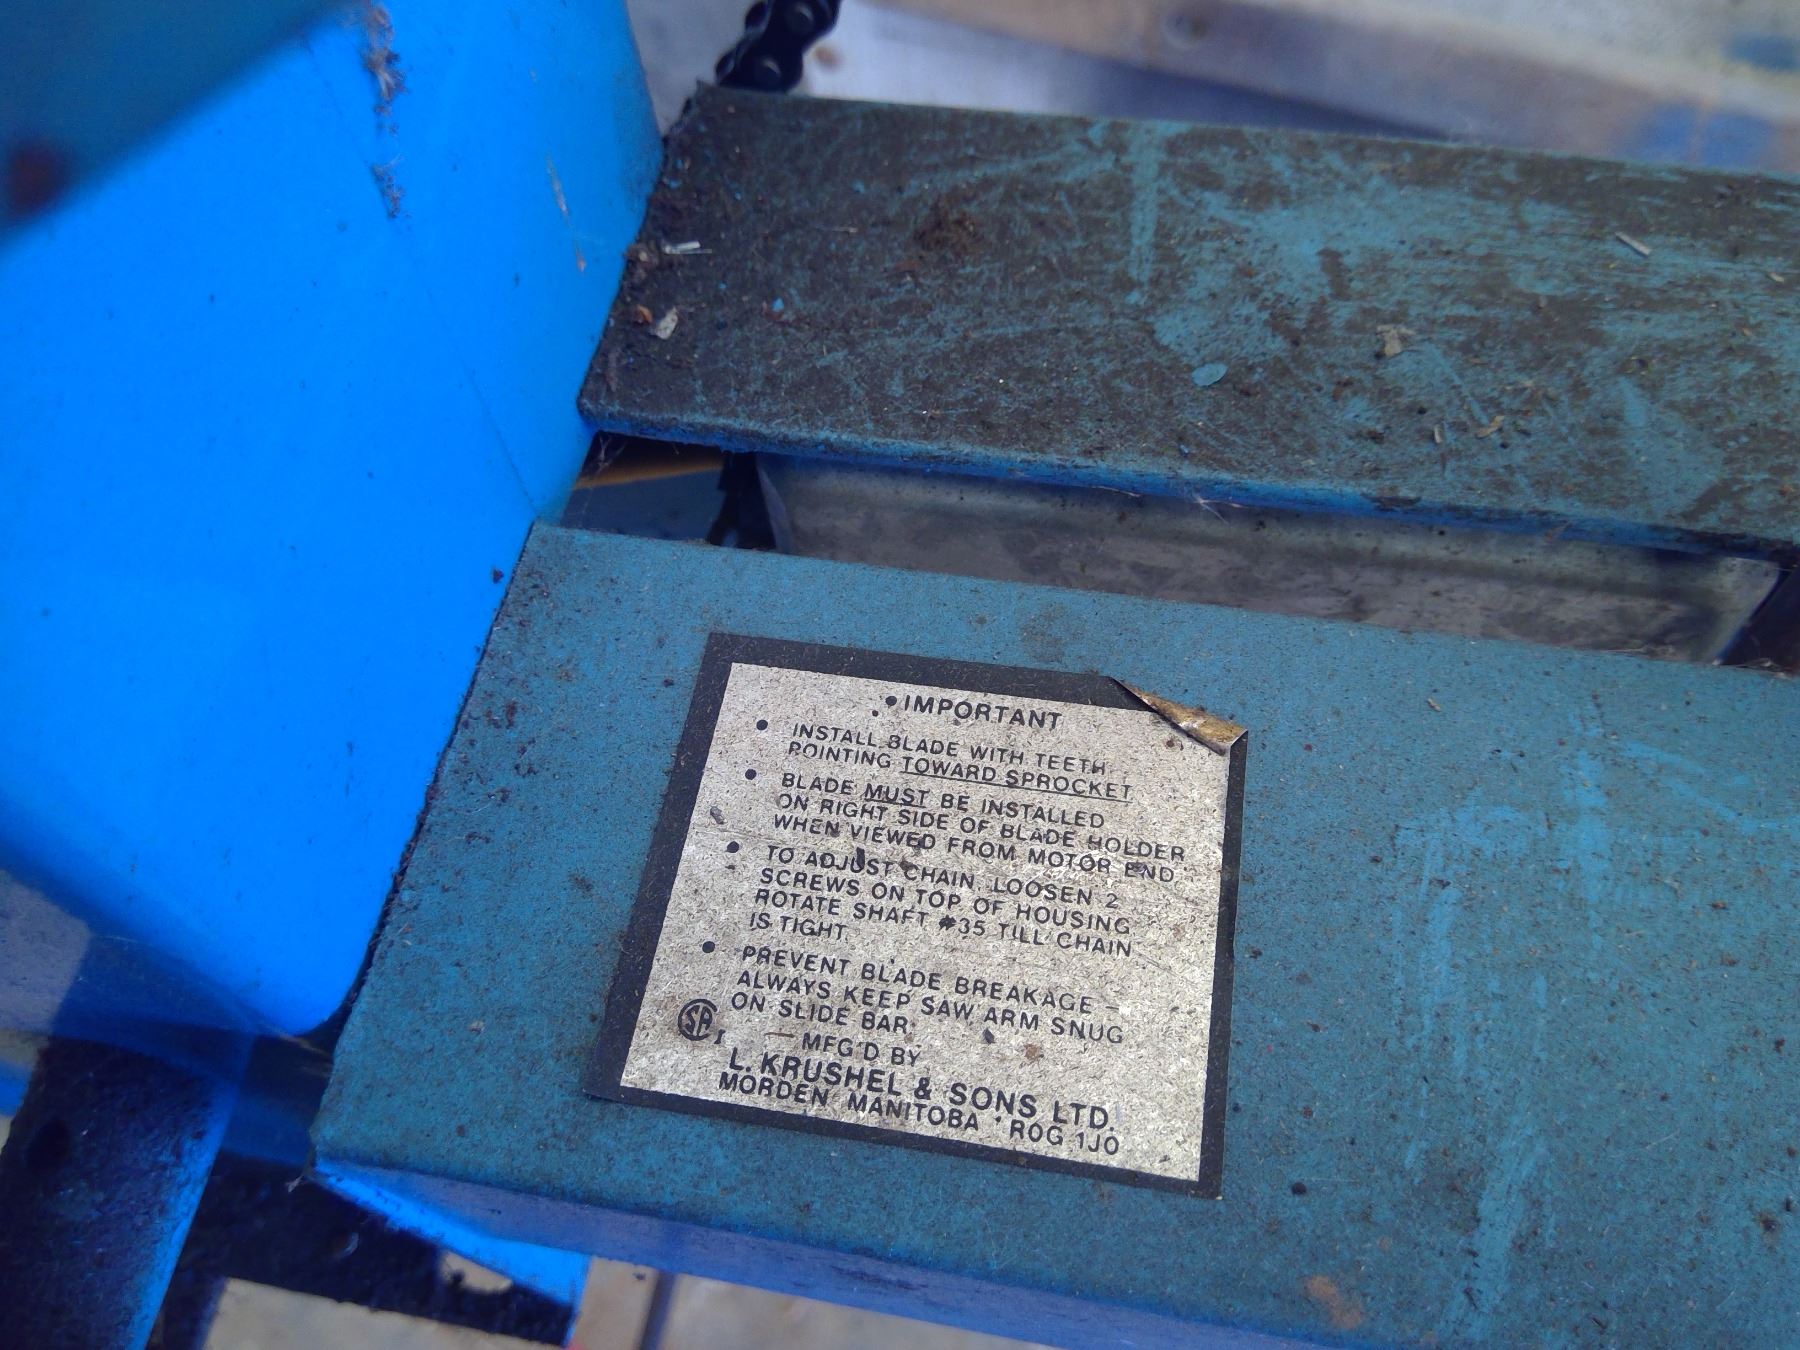 • IMPORTANT
• INSTALL BLADE WITH TEETH
POINTING TOWARD SPROCKET
• BLADE MUST BE INSTALLED
ON RIGHT SIDE OF BLADE HOLDER
WHEN VIEWED FROM MOTOR END
• TO ADJUST CHAIN, LOOSEN 2
SCREWS ON TOP OF HOUSING
ROTATE SHAFT #35 TILL CHAIN
IS TIGHT.
• PREVENT BLADE BREAKAGE –
ALWAYS KEEP SAW ARM SNUG
ON SLIDE BAR.
SA
— MFG'D BY
L. KRUSHEL & SONS LTD.
MORDEN MANITOBA R0G 1J0